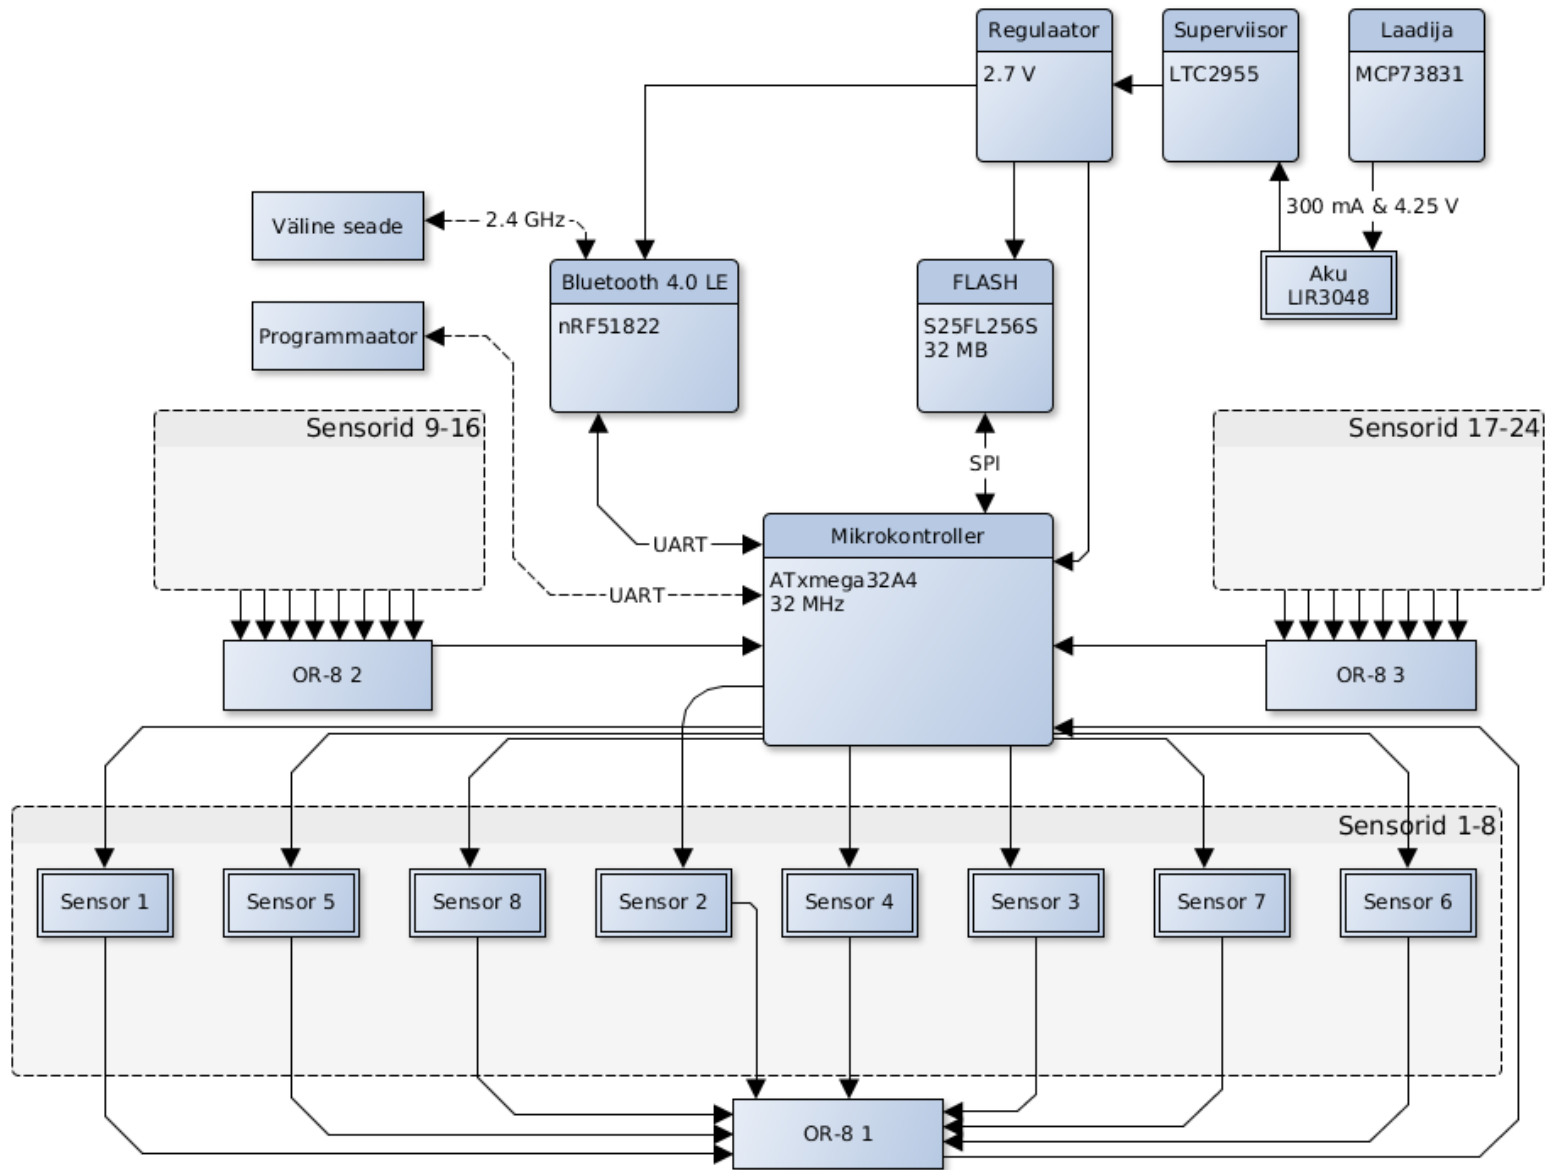 Regulaator
2.7 V
Superviisor
LTC2955
Laadija
MCP73831
Väline seade
2.4 GHz
300 mA & 4.25 V
Aku
LIR3048
Bluetooth 4.0 LE
nRF51822
FLASH
S25FL256S
32 MB
Programmaator
Sensorid 9-16
Sensorid 17-24
SPI
UART
Mikrokontroller
ATxmega32A4
32 MHz
UART
OR-8 2
OR-8 3
Sensorid 1-8
Sensor 1
Sensor 5
Sensor 8
Sensor 2
Sensor 4
Sensor 3
Sensor 7
Sensor 6
OR-8 1